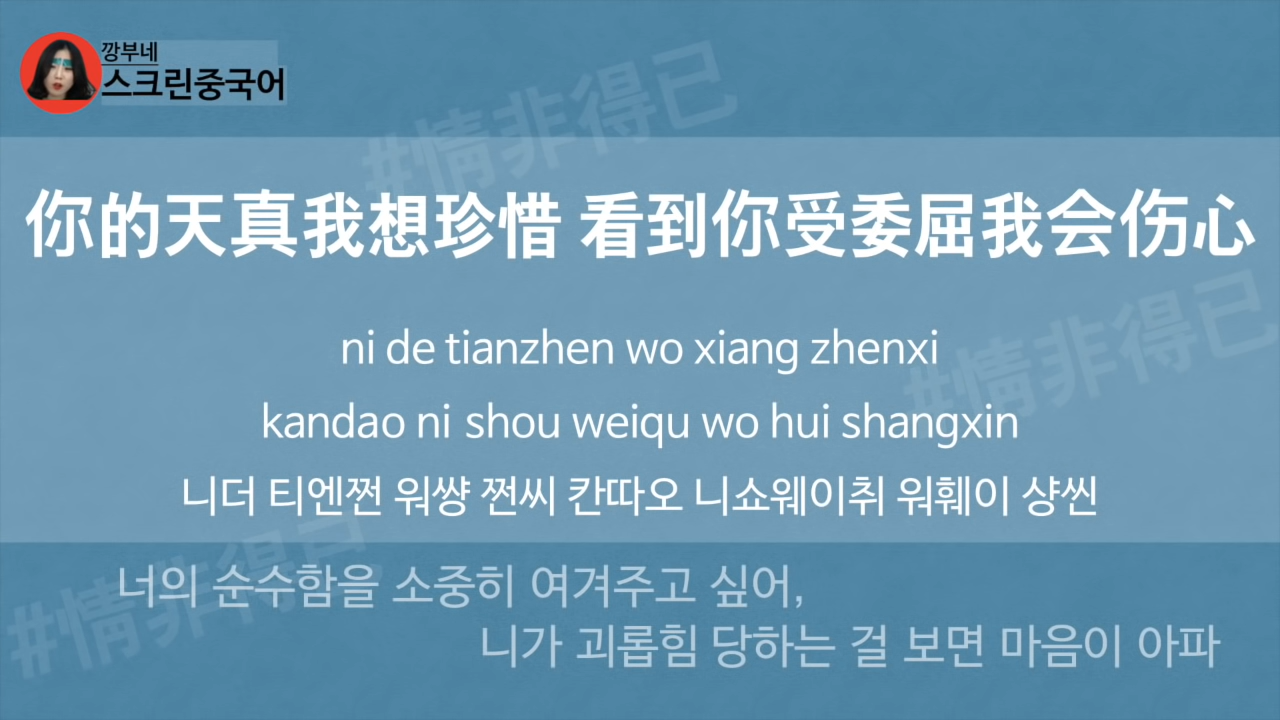 깡부네
스크린중국어
#情非得已
你的天真我想珍惜 看到你受委屈我会伤心
#情非得已
ni de tianzhen wo xiang zhenxi
kandao ni shou weiqu wo hui shangxin
니더 티엔쩐 워썅 쩐씨 칸따오 니쇼웨이취 워훼이 샹씬
#情非得已
너의 순수함을 소중히 여겨주고 싶어,
니가 괴롭힘 당하는 걸 보면 마음이 아파